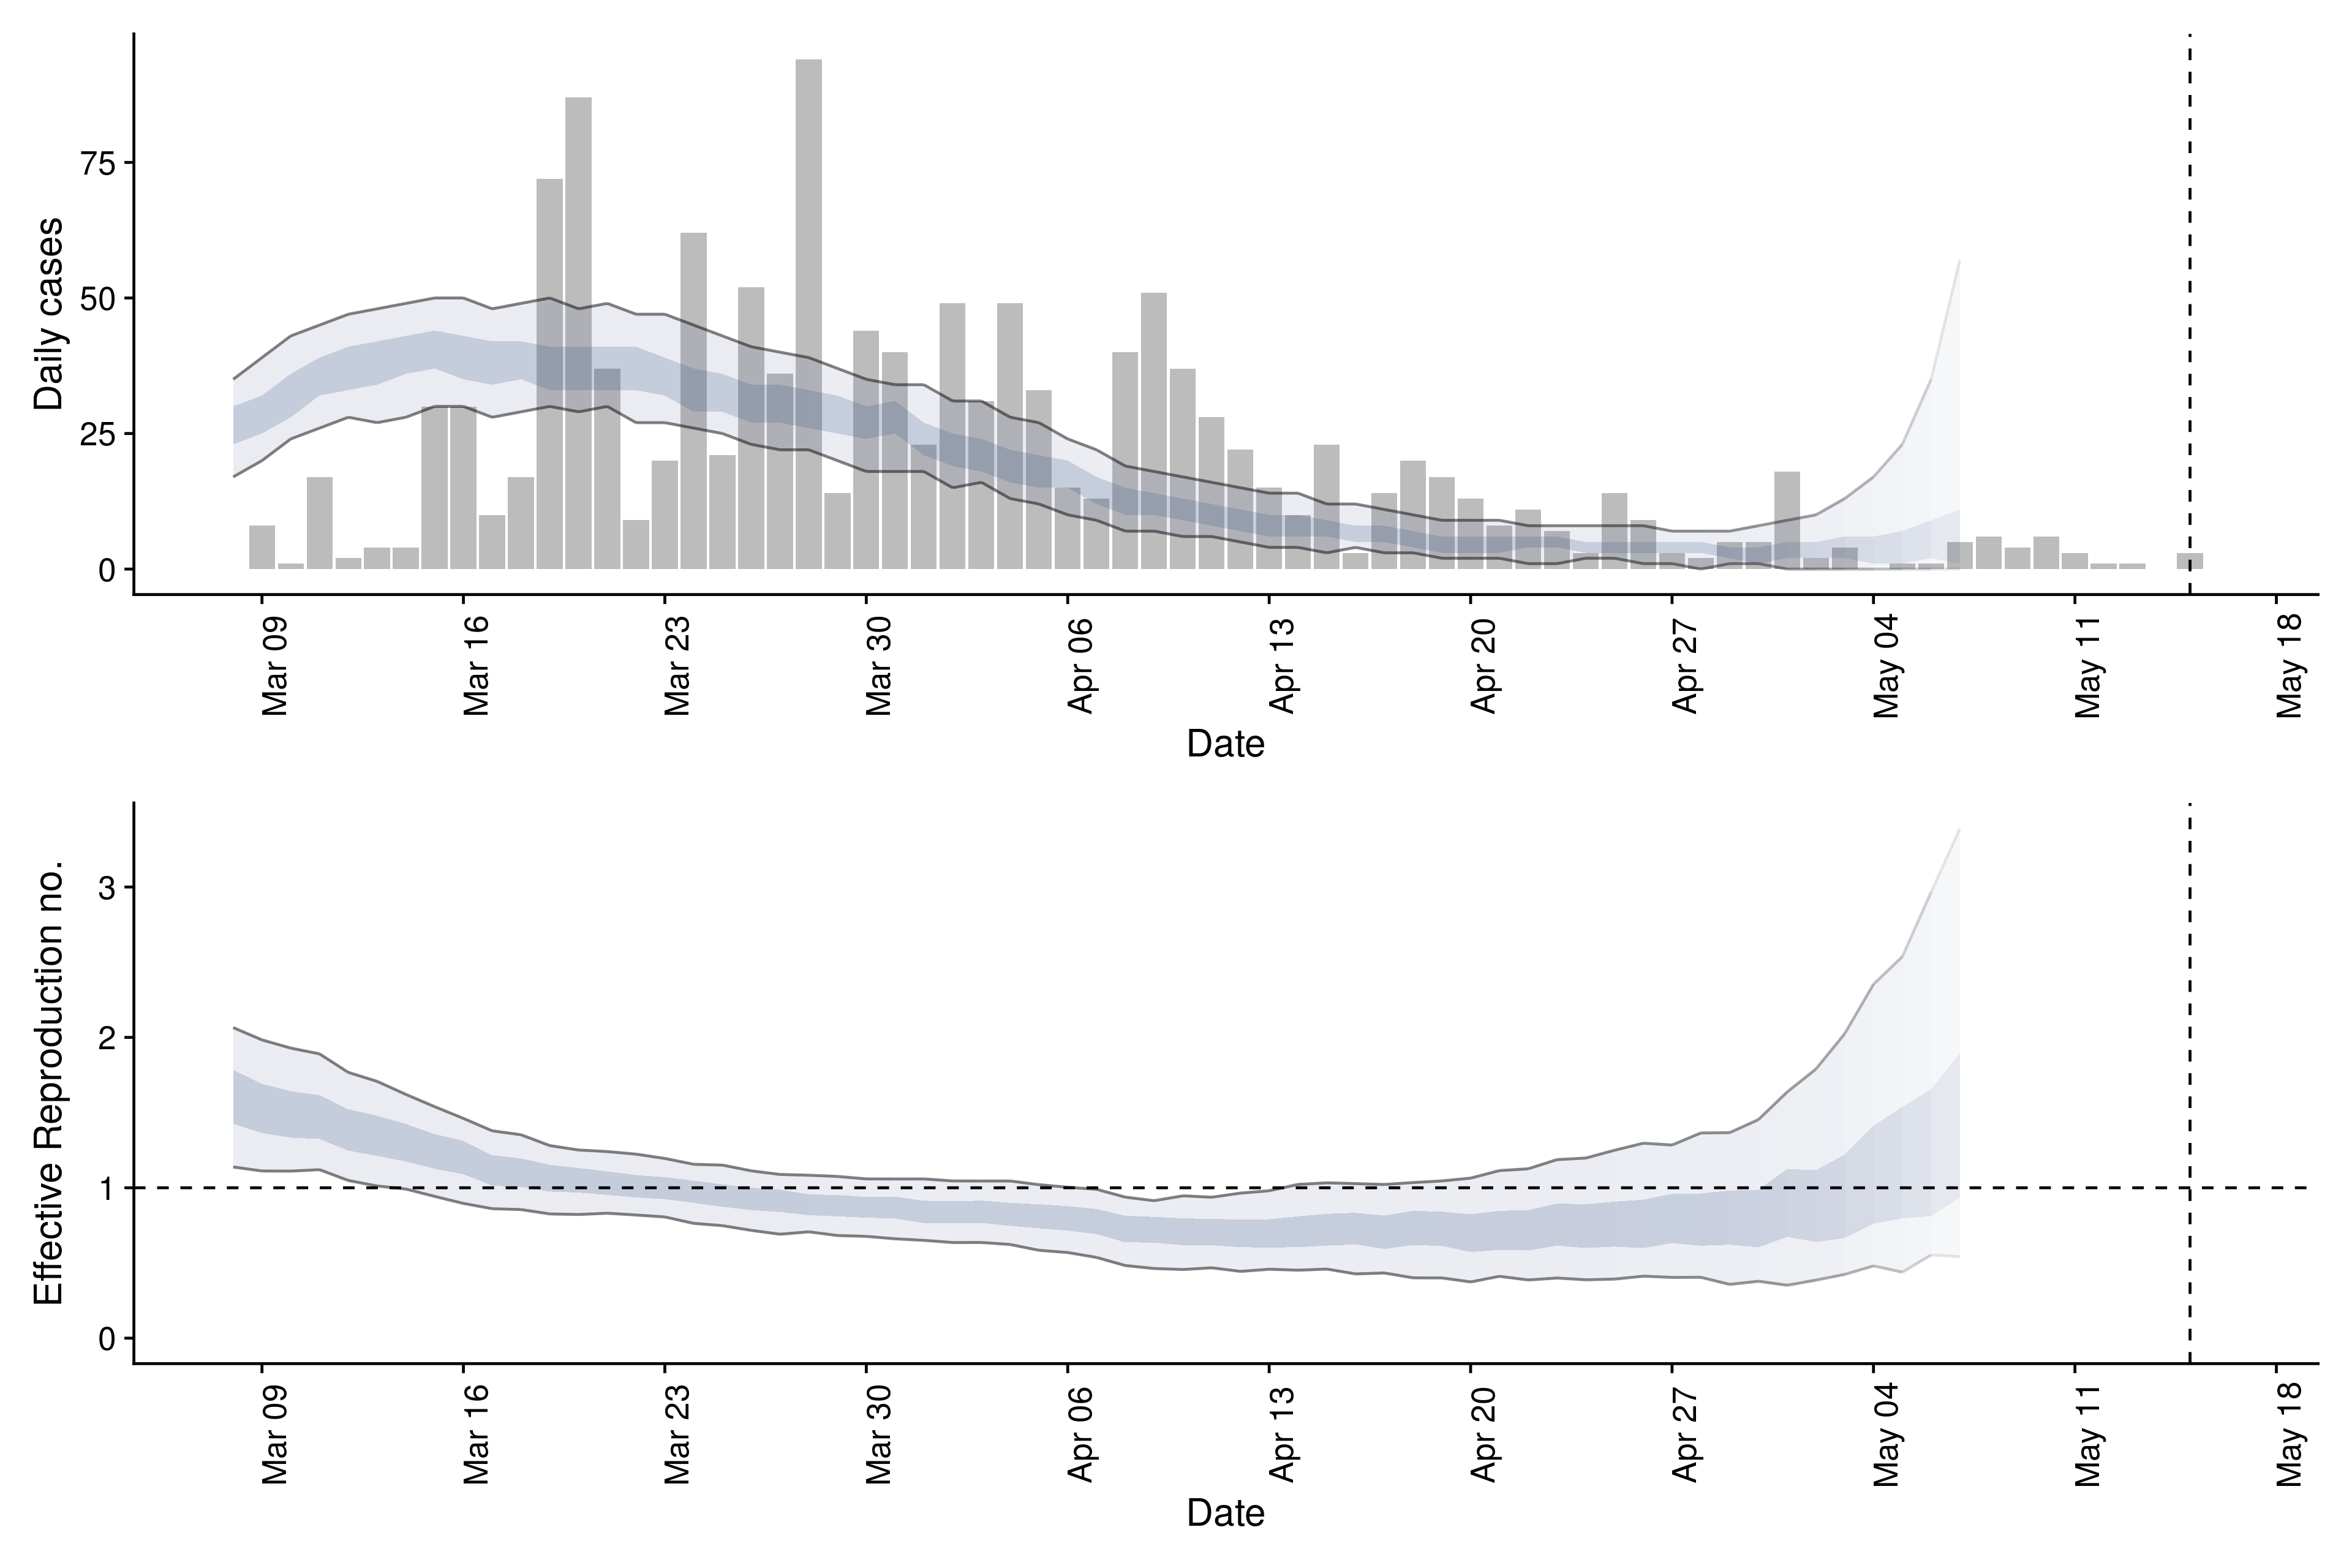 Daily cases
75
50
25
0
Mar 09
Mar 16
Mar 23
Mar 30
Apr 06
Apr 13
Apr 20
Apr 27
May 04
May 11
May 18
Date
Effective Reproduction no.
3
2
1
0
Mar 09
Mar 16
Mar 23
Mar 30
Apr 06
Apr 13
Apr 20
Apr 27
May 04
May 11
May 18
Date